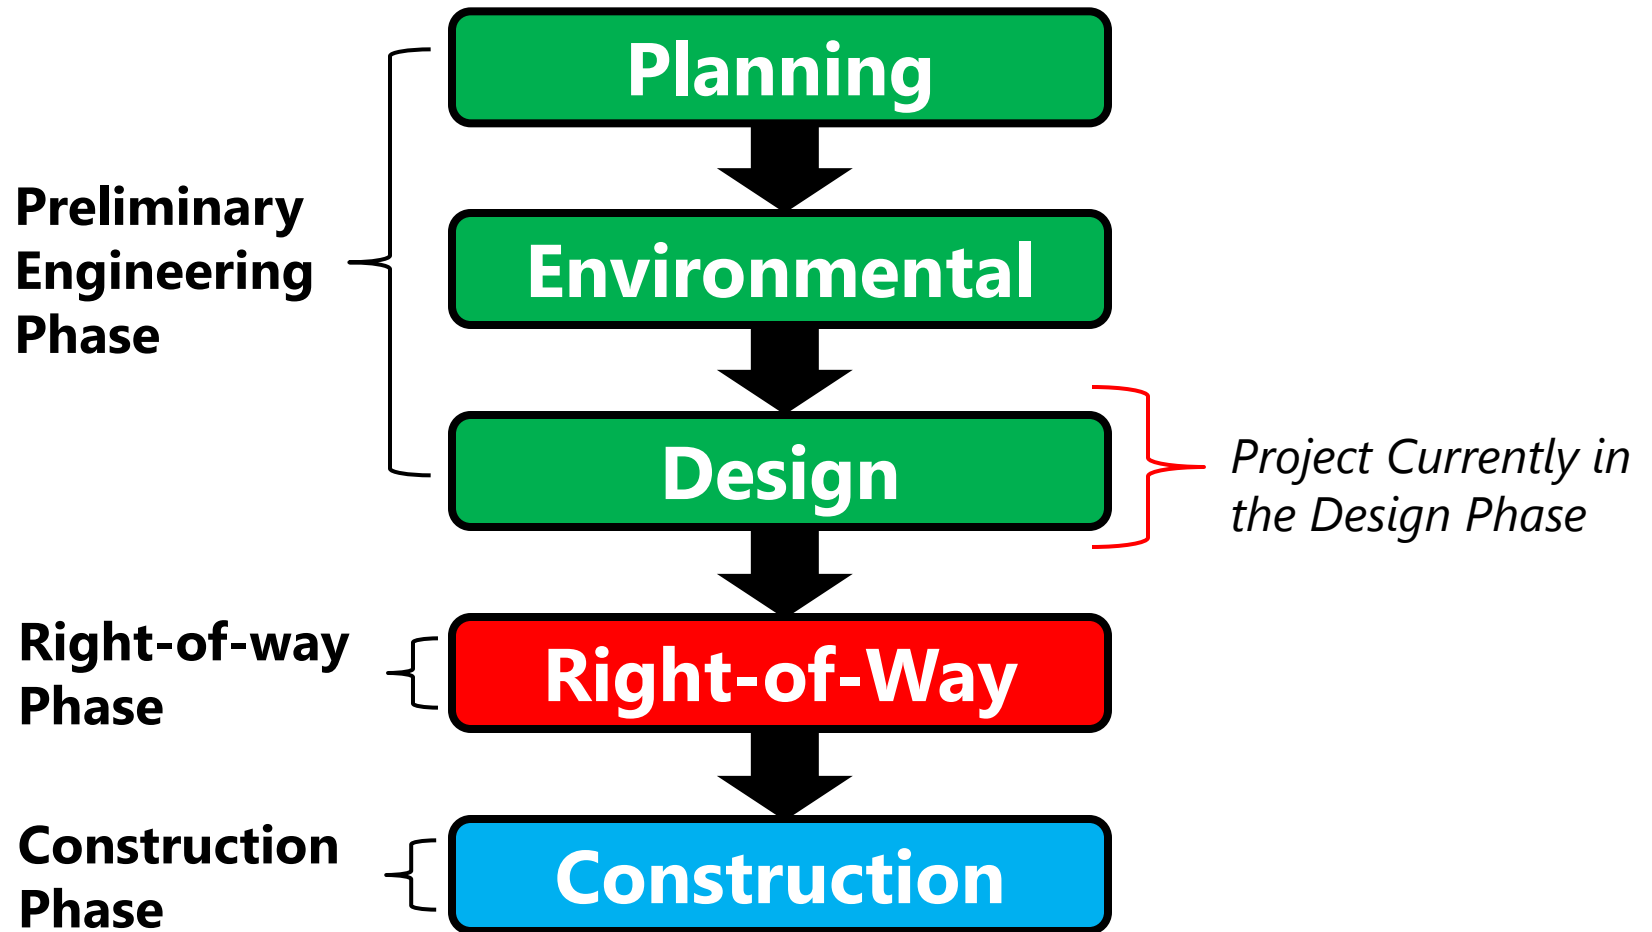 Planning
Preliminary
Engineering
Phase
Environmental
Design
Project Currently in
the Design Phase
Right-of-way
Phase
Right-of-Way
Construction
Phase
Construction